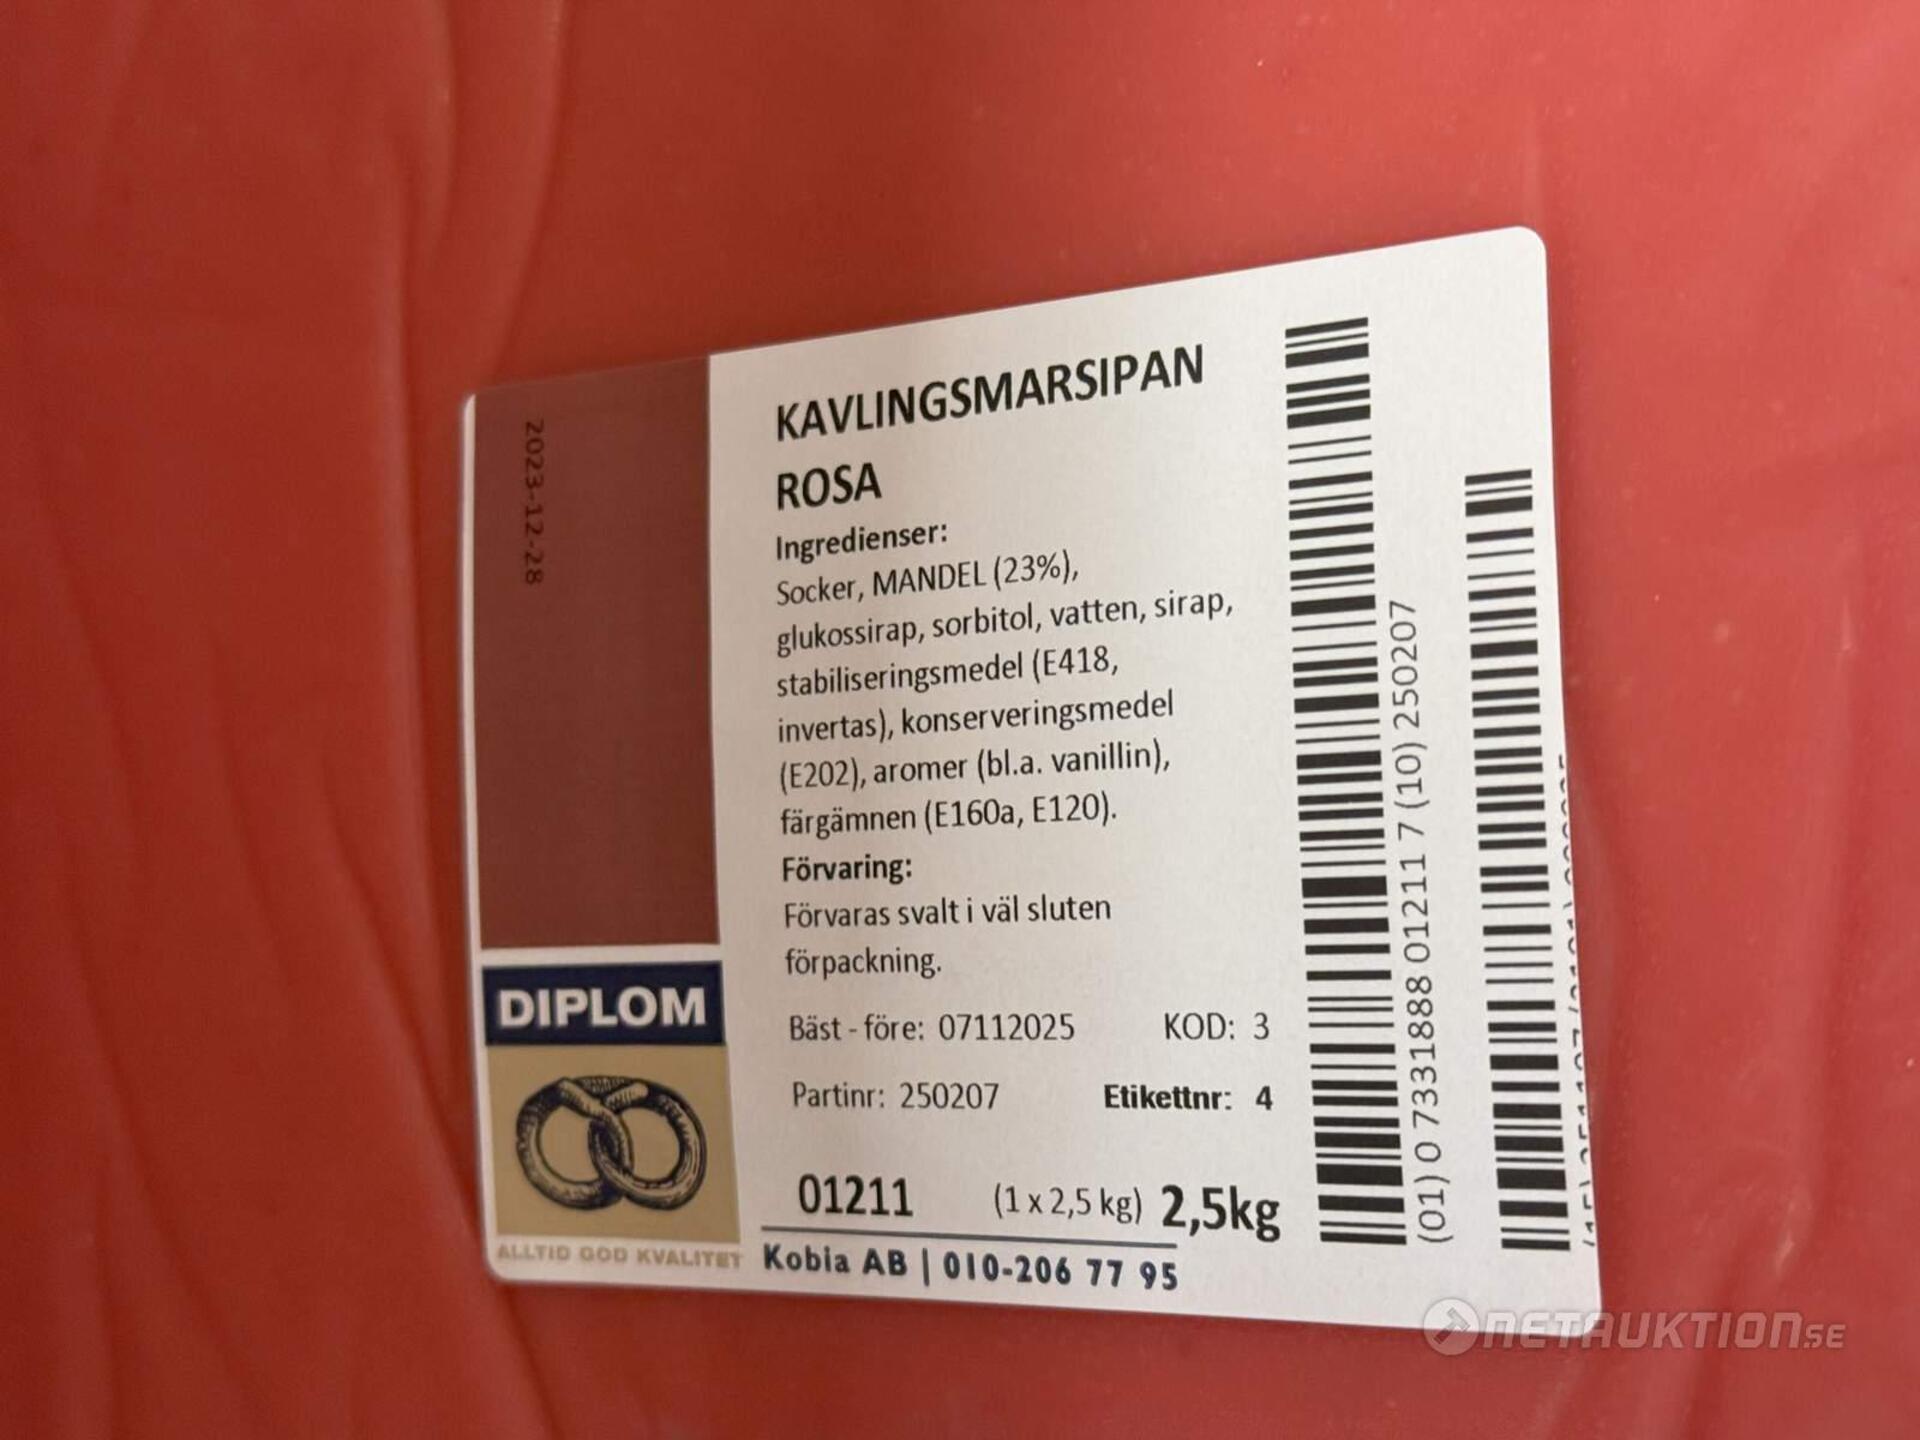 2023-12-28
KAVLINGSMARSIPAN
ROSA
Ingredienser:
Socker, MANDEL (23%),
glukossirap, sorbitol, vatten, sirap,
stabiliseringsmedel (E418,
invertas), konserveringsmedel
(E202), aromer (bl.a. vanillin),
färgämnen (E160a, E120).
Förvaring:
Förvaras svalt i väl sluten
förpackning.
Bäst - före: 07112025 KOD: 3
Partinr: 250207 Etikettnr: 4
01211 (1 x 2,5 kg) 2,5kg
Kobia AB | 010-206 77 95
DIPLOM
ALLTID GOD KVALITET
(01) 0 7331888 01211 7 (10) 250207
NETAUKTION.SE